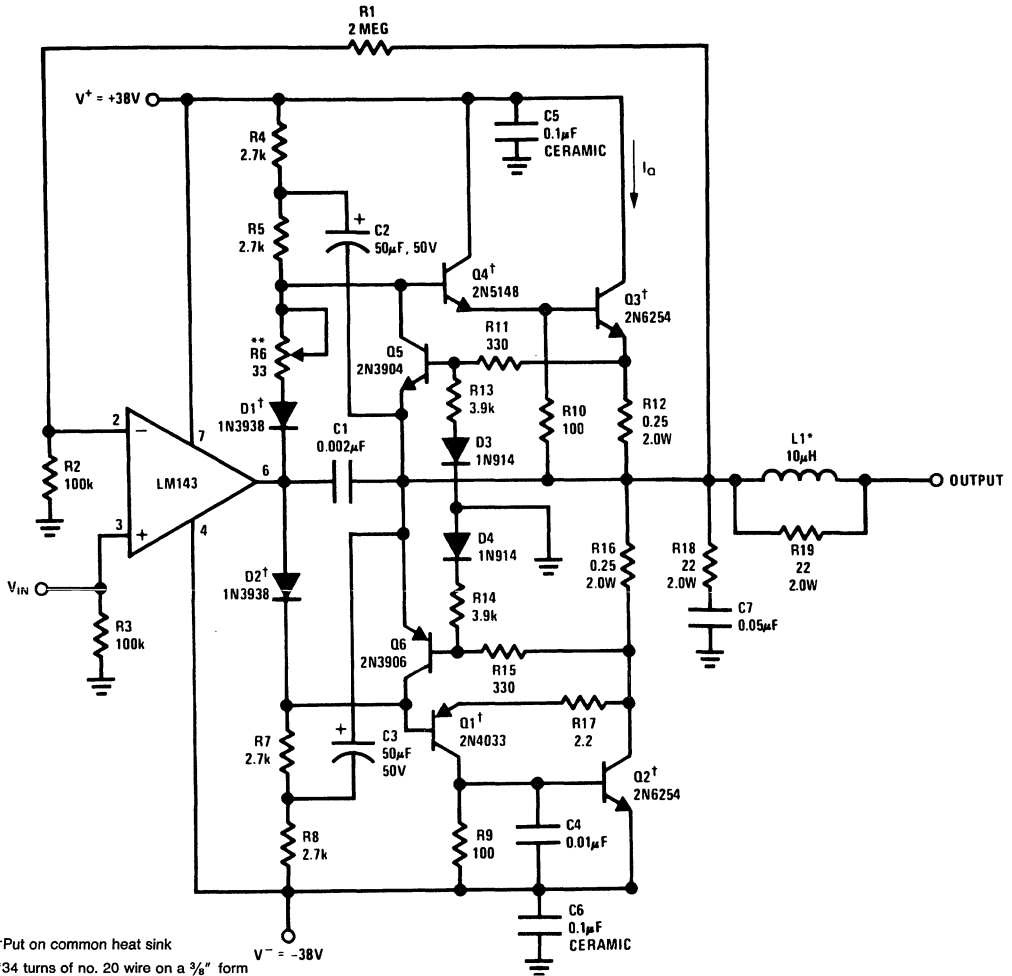 R1
2 MEG
V+ = +38V
R4
2.7k
C5
0.1µF
CERAMIC
IQ
R5
2.7k
+
C2
50µF, 50V
Q4†
2N5148
Q3†
2N6254
**
R6
33
Q5
2N3904
R11
330
R13
3.9k
R10
100
R12
0.25
2.0W
D1†
1N3938
C1
0.002µF
D3
1N914
L1*
10µH
2
−
7
R2
100k
LM143
6
OUTPUT
3
+
4
D4
1N914
R16
0.25
2.0W
R18
22
2.0W
R19
22
2.0W
VIN
D2†
1N3938
R14
3.9k
C7
0.05µF
R3
100k
Q6
2N3906
R15
330
Q1†
2N4033
R17
2.2
R7
2.7k
+
C3
50µF
50V
Q2†
2N6254
R8
2.7k
R9
100
C4
0.01µF
C6
0.1µF
CERAMIC
V− = −38V
†Put on common heat sink
*34 turns of no. 20 wire on a ⅜″ form